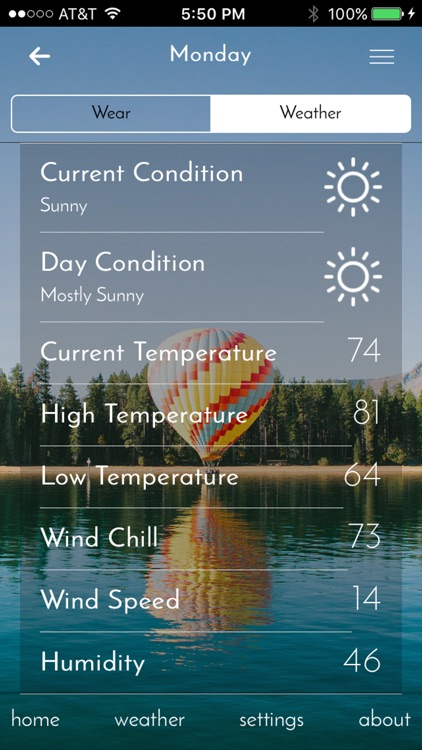 AT&T 5:50 PM 100%
Monday
Wear Weather
Current Condition
Sunny
Day Condition
Mostly Sunny
Current Temperature 74
High Temperature 81
Low Temperature 64
Wind Chill 73
Wind Speed 14
Humidity 46
home weather settings about